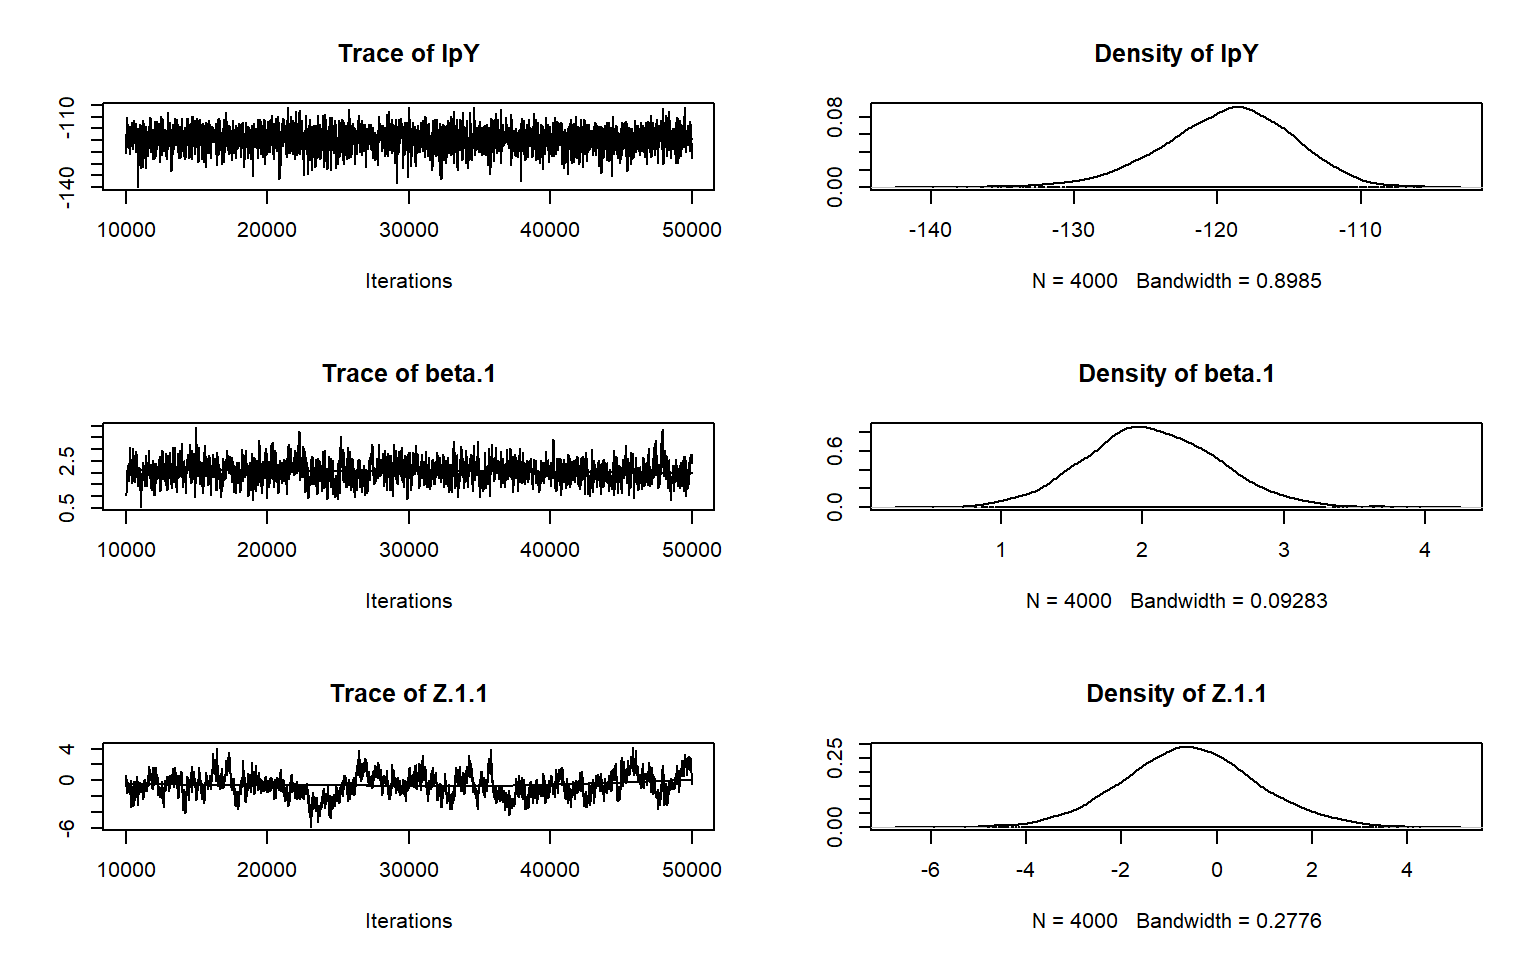 Trace of lpY
-110
-140
10000 20000 30000 40000 50000
Iterations
Density of lpY
0.08
0.00
-140 -130 -120 -110
N = 4000 Bandwidth = 0.8985
Trace of beta.1
2.5
0.5
10000 20000 30000 40000 50000
Iterations
Density of beta.1
0.6
0.0
1 2 3 4
N = 4000 Bandwidth = 0.09283
Trace of Z.1.1
4
0
-6
10000 20000 30000 40000 50000
Iterations
Density of Z.1.1
0.25
0.00
-6 -4 -2 0 2 4
N = 4000 Bandwidth = 0.2776